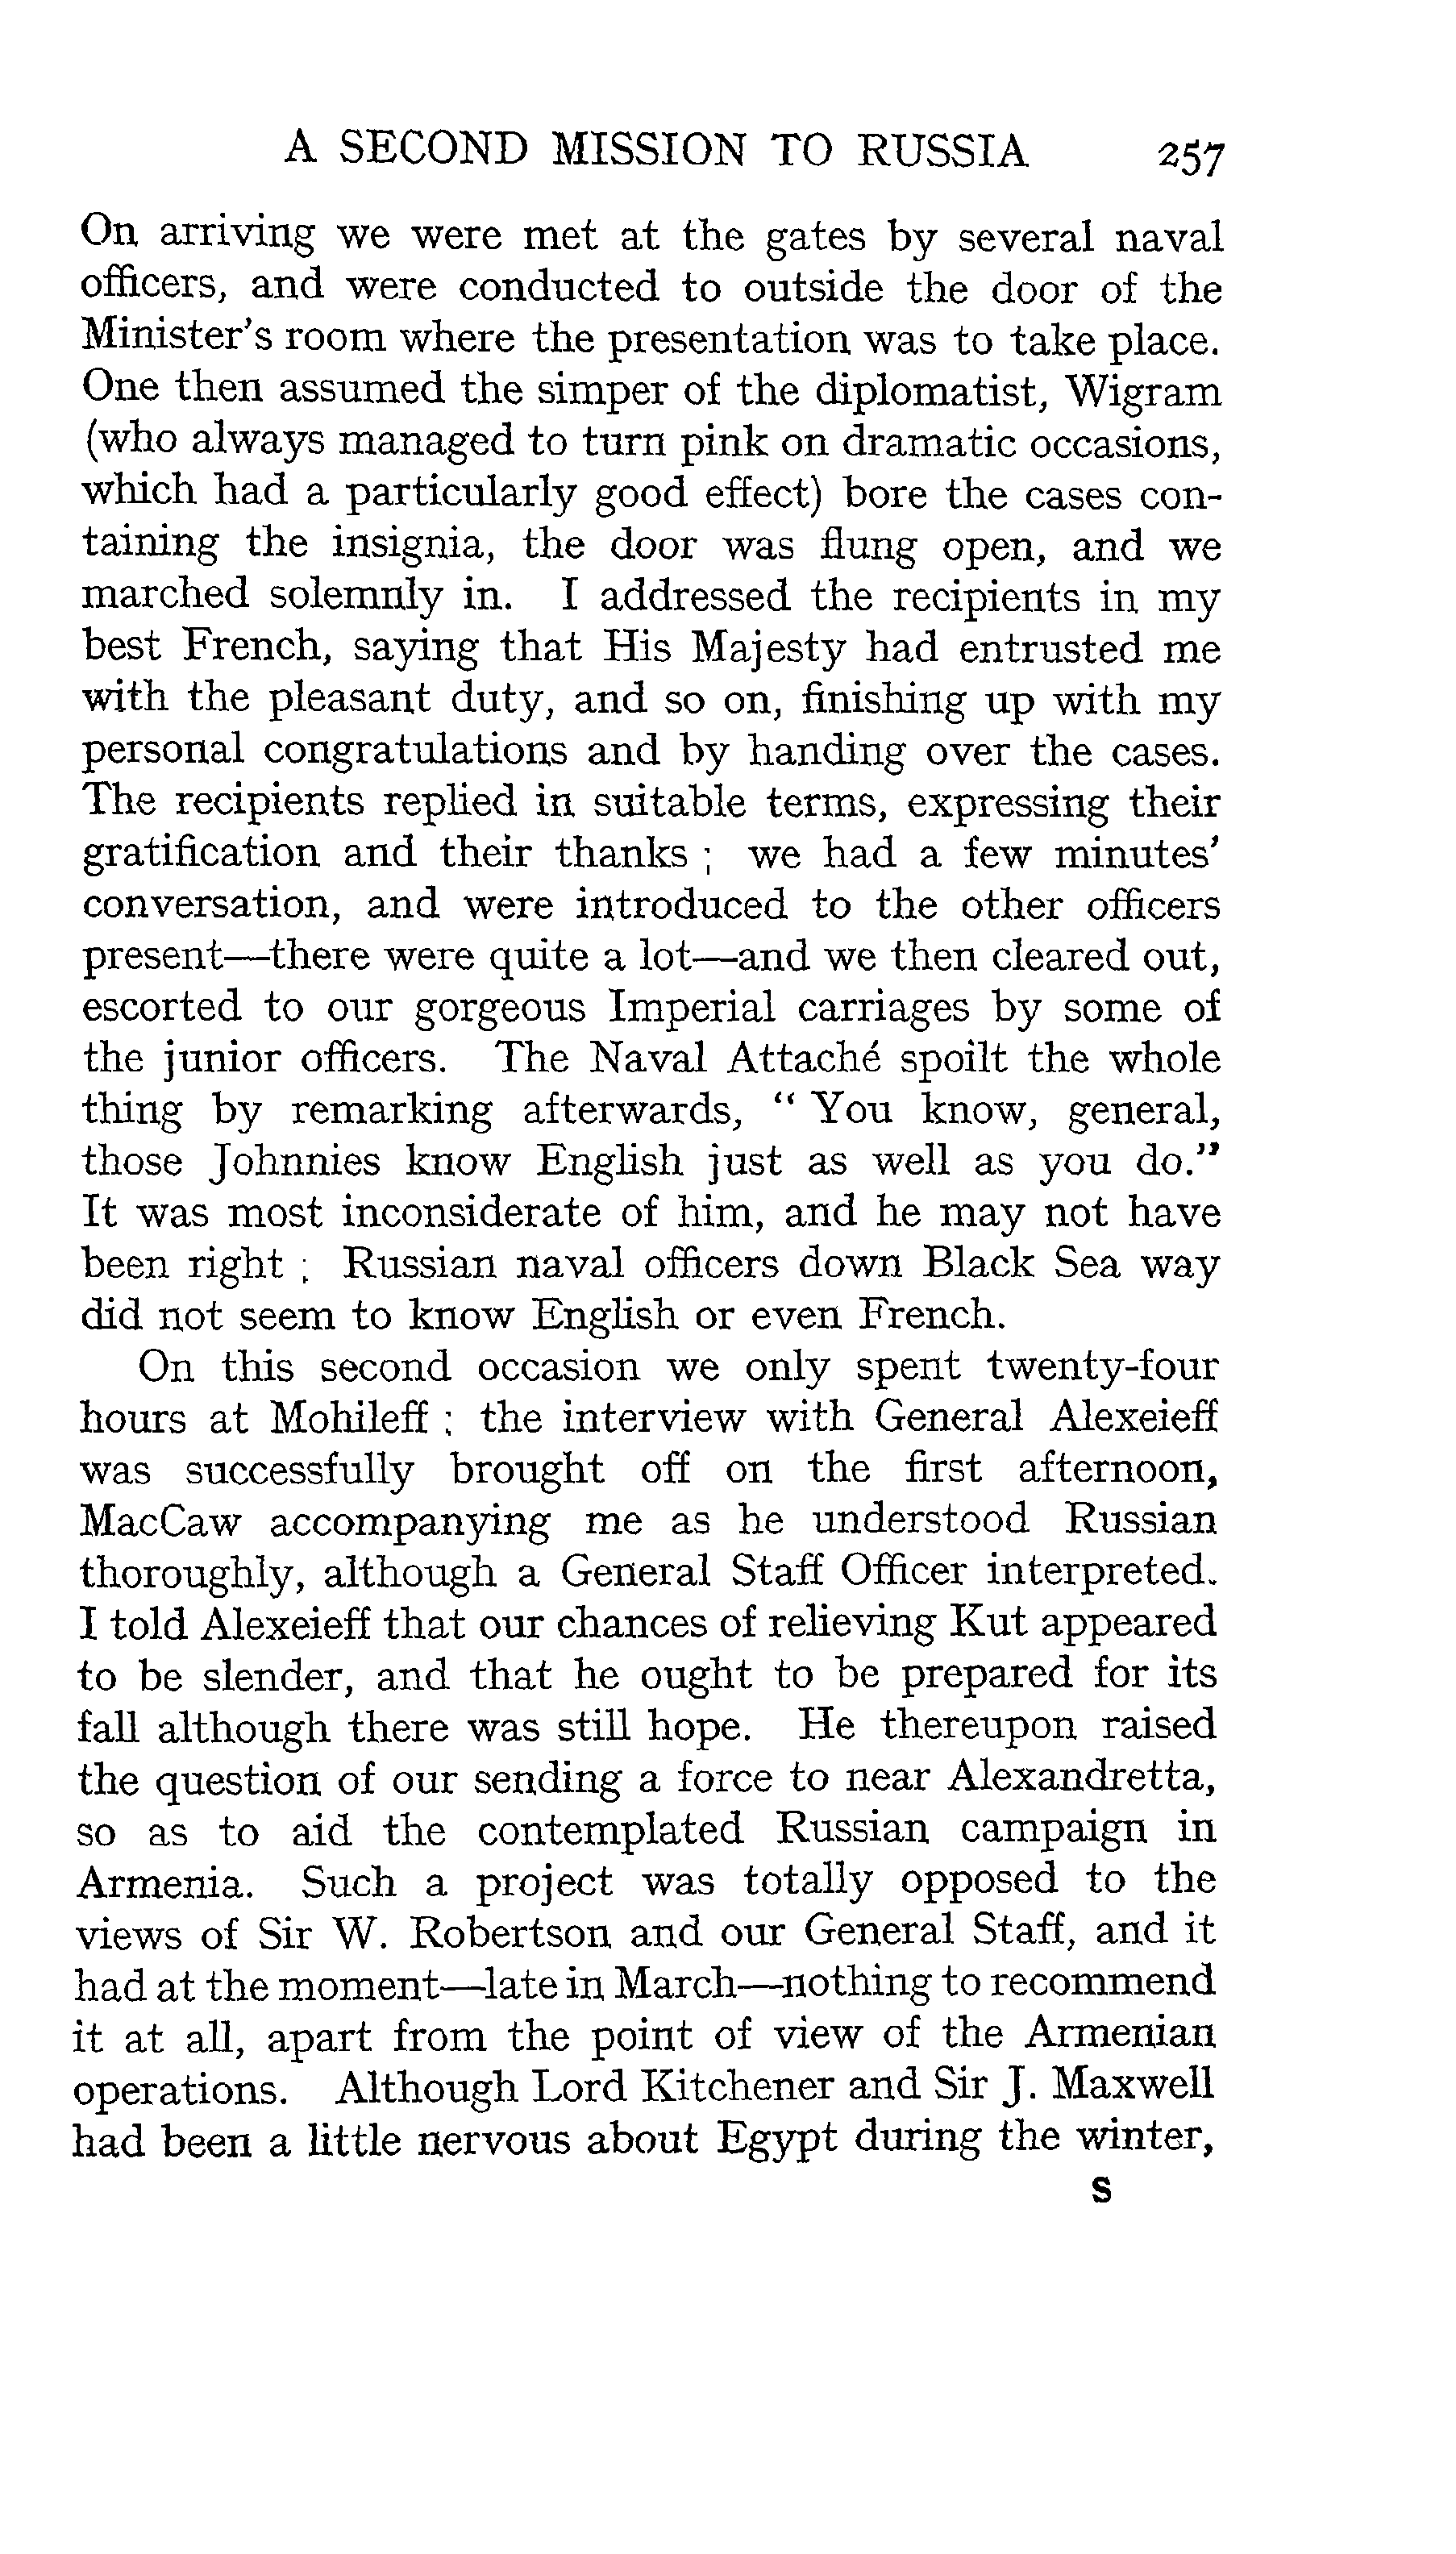 A SECOND MISSION TO RUSSIA 257
On arriving we were met at the gates by several naval
officers, and were conducted to outside the door of the
Minister's room where the presentation was to take place.
One then assumed the simper of the diplomatist, Wigram
(who always managed to turn pink on dramatic occasions,
which had a particularly good effect) bore the cases con-
taining the insignia, the door was flung open, and we
marched solemnly in. I addressed the recipients in my
best French, saying that His Majesty had entrusted me
with the pleasant duty, and so on, finishing up with my
personal congratulations and by handing over the cases.
The recipients replied in suitable terms, expressing their
gratification and their thanks ; we had a few minutes'
conversation, and were introduced to the other officers
present—there were quite a lot—and we then cleared out,
escorted to our gorgeous Imperial carriages by some of
the junior officers. The Naval Attaché spoilt the whole
thing by remarking afterwards, " You know, general,
those Johnnies know English just as well as you do."
It was most inconsiderate of him, and he may not have
been right ; Russian naval officers down Black Sea way
did not seem to know English or even French.
On this second occasion we only spent twenty-four
hours at Mohileff ; the interview with General Alexeieff
was successfully brought off on the first afternoon,
MacCaw accompanying me as he understood Russian
thoroughly, although a General Staff Officer interpreted.
I told Alexeieff that our chances of relieving Kut appeared
to be slender, and that he ought to be prepared for its
fall although there was still hope. He thereupon raised
the question of our sending a force to near Alexandretta,
so as to aid the contemplated Russian campaign in
Armenia. Such a project was totally opposed to the
views of Sir W. Robertson and our General Staff, and it
had at the moment—late in March—nothing to recommend
it at all, apart from the point of view of the Armenian
operations. Although Lord Kitchener and Sir J. Maxwell
had been a little nervous about Egypt during the winter,
S